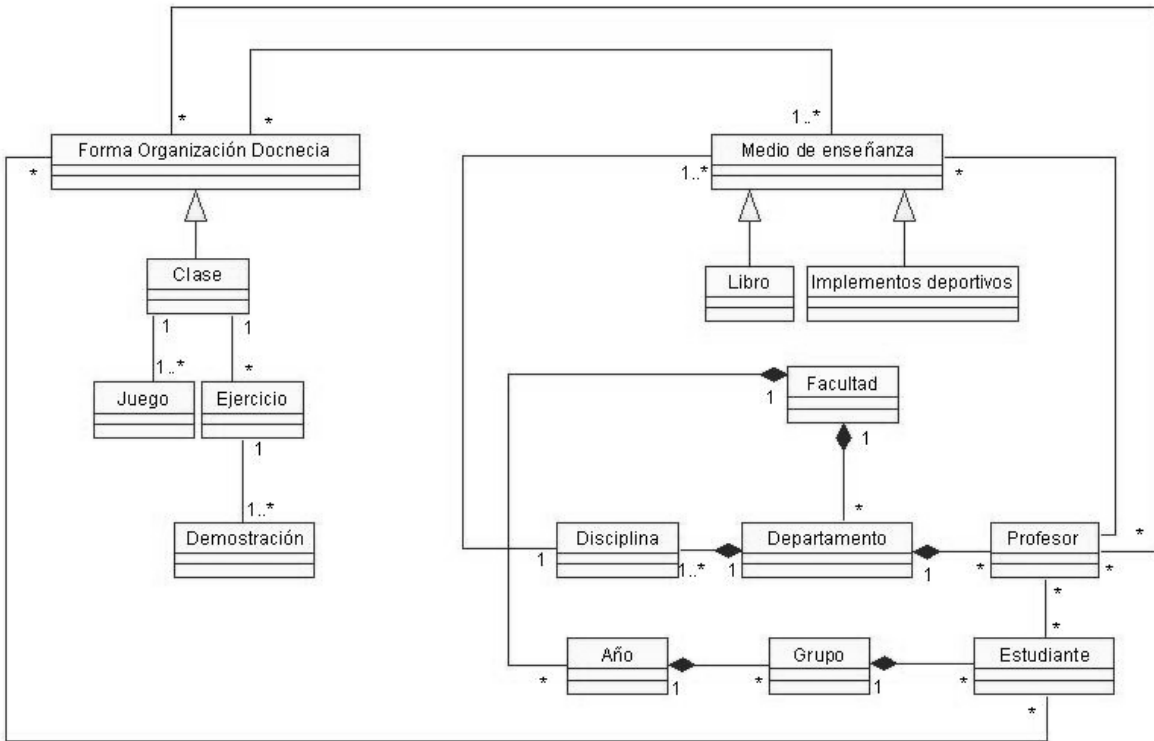 *
*
1..*
Forma Organización Docnecia
Medio de enseñanza
*
1..*
*
Clase
Libro
Implementos deportivos
1
1
1..*
*
Facultad
1
1
Juego
Ejercicio
1
1..*
*
*
Demostración
Disciplina
Departamento
Profesor
1
1..*
1
1
*
*
*
*
Año
Grupo
Estudiante
*
1
*
1
*
*